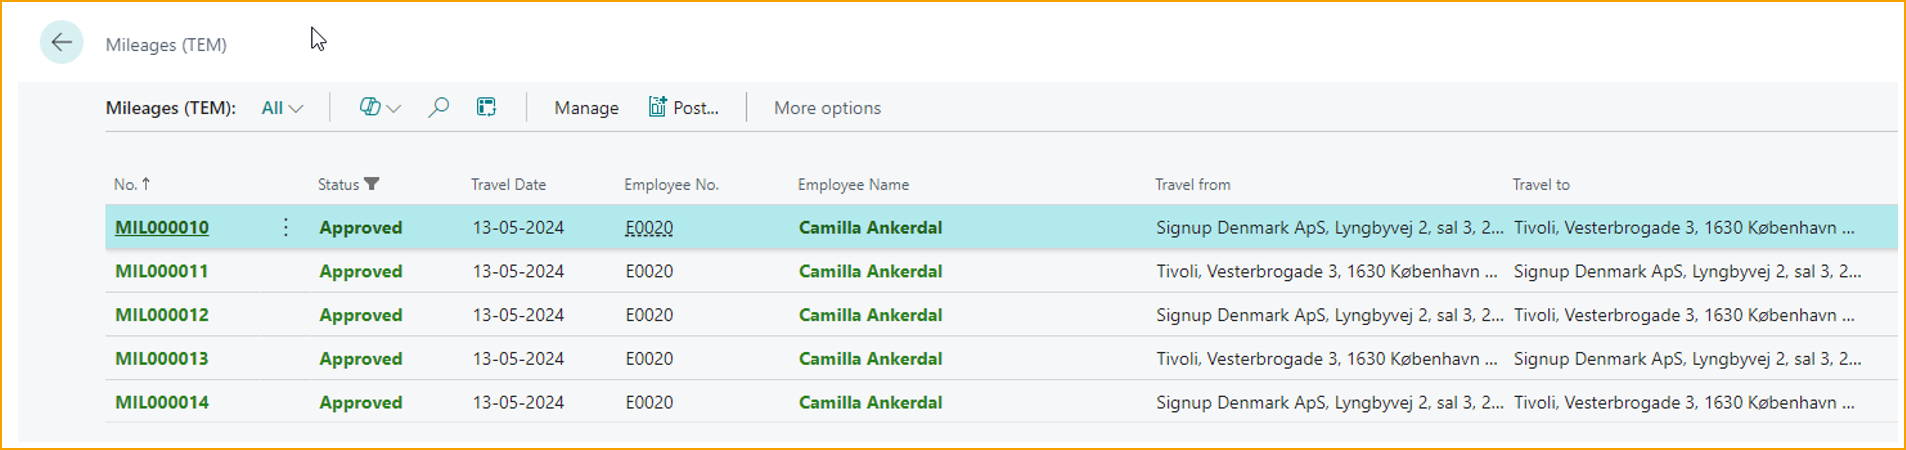 Mileages (TEM)
Mileages (TEM): All Manage Post... More options
No. Status Travel Date Employee No. Employee Name Travel from Travel to
MIL000010 Approved 13-05-2024 E0020 Camilla Ankerdal Signup Denmark ApS, Lyngbyvej 2, sal 3, 2... Tivoli, Vesterbrogade 3, 1630 København ...
MIL000011 Approved 13-05-2024 E0020 Camilla Ankerdal Tivoli, Vesterbrogade 3, 1630 København ... Signup Denmark ApS, Lyngbyvej 2, sal 3, 2...
MIL000012 Approved 13-05-2024 E0020 Camilla Ankerdal Signup Denmark ApS, Lyngbyvej 2, sal 3, 2... Tivoli, Vesterbrogade 3, 1630 København ...
MIL000013 Approved 13-05-2024 E0020 Camilla Ankerdal Tivoli, Vesterbrogade 3, 1630 København ... Signup Denmark ApS, Lyngbyvej 2, sal 3, 2...
MIL000014 Approved 13-05-2024 E0020 Camilla Ankerdal Signup Denmark ApS, Lyngbyvej 2, sal 3, 2... Tivoli, Vesterbrogade 3, 1630 København ...